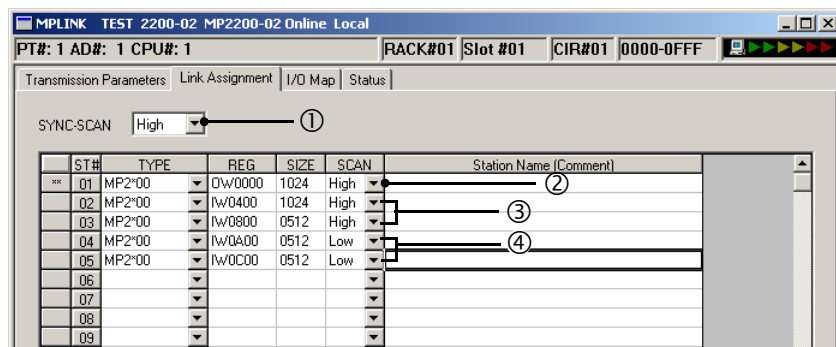 MPLINK TEST 2200-02 MP2200-02 Online Local
PT#: 1 AD#: 1 CPU#: 1 RACK#01 Slot #01 CIR#01 0000-0FFF
Transmission Parameters Link Assignment I/O Map Status
SYNC-SCAN High ①
ST# TYPE REG SIZE SCAN Station Name (Comment)
** 01 MP2*00 OW0000 1024 High ②
02 MP2*00 IW0400 1024 High
③
03 MP2*00 IW0800 0512 High
04 MP2*00 IW0A00 0512 Low ④
05 MP2*00 IW0C00 0512 Low
06
07
08
09